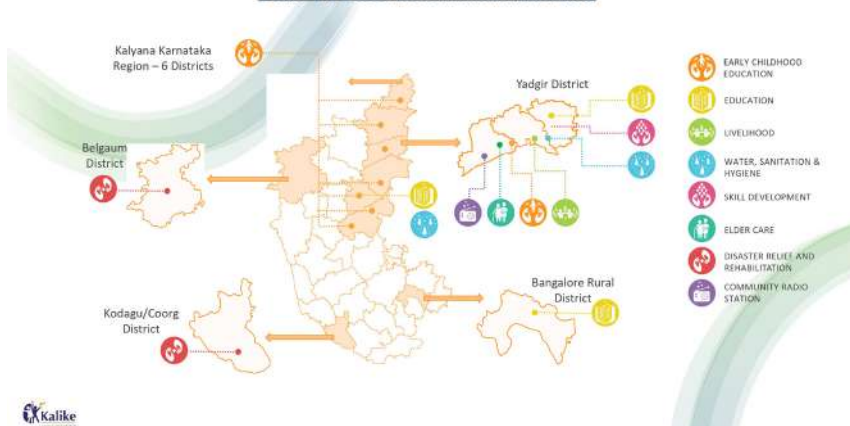 Kalyana Karnataka
Region – 6 Districts
Yadgir District
Belgaum
District
Kodagu/Coorg
District
Bangalore Rural
District
EARLY CHILDHOOD
EDUCATION
EDUCATION
LIVELIHOOD
WATER, SANITATION &
HYGIENE
SKILL DEVELOPMENT
ELDER CARE
DISASTER RELIEF AND
REHABILITATION
COMMUNITY RADIO
STATION
Kalike